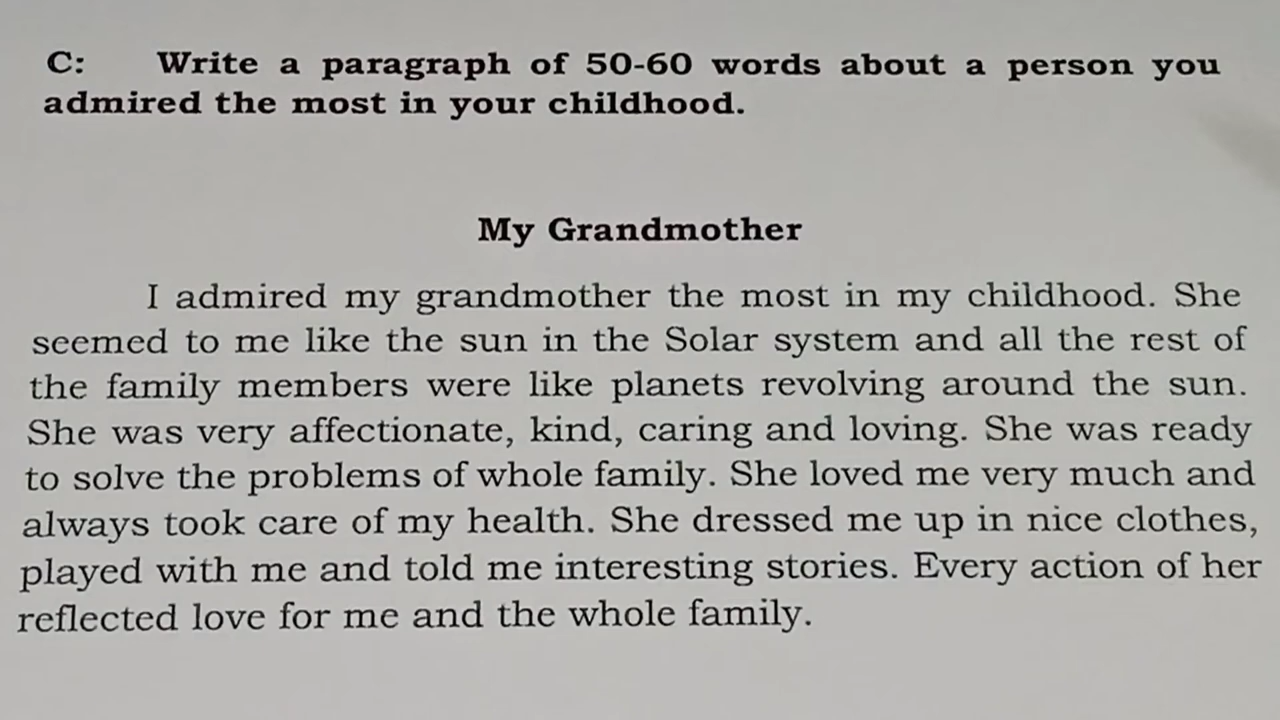 C: Write a paragraph of 50-60 words about a person you
admired the most in your childhood.
My Grandmother
I admired my grandmother the most in my childhood. She
seemed to me like the sun in the Solar system and all the rest of
the family members were like planets revolving around the sun.
She was very affectionate, kind, caring and loving. She was ready
to solve the problems of whole family. She loved me very much and
always took care of my health. She dressed me up in nice clothes,
played with me and told me interesting stories. Every action of her
reflected love for me and the whole family.